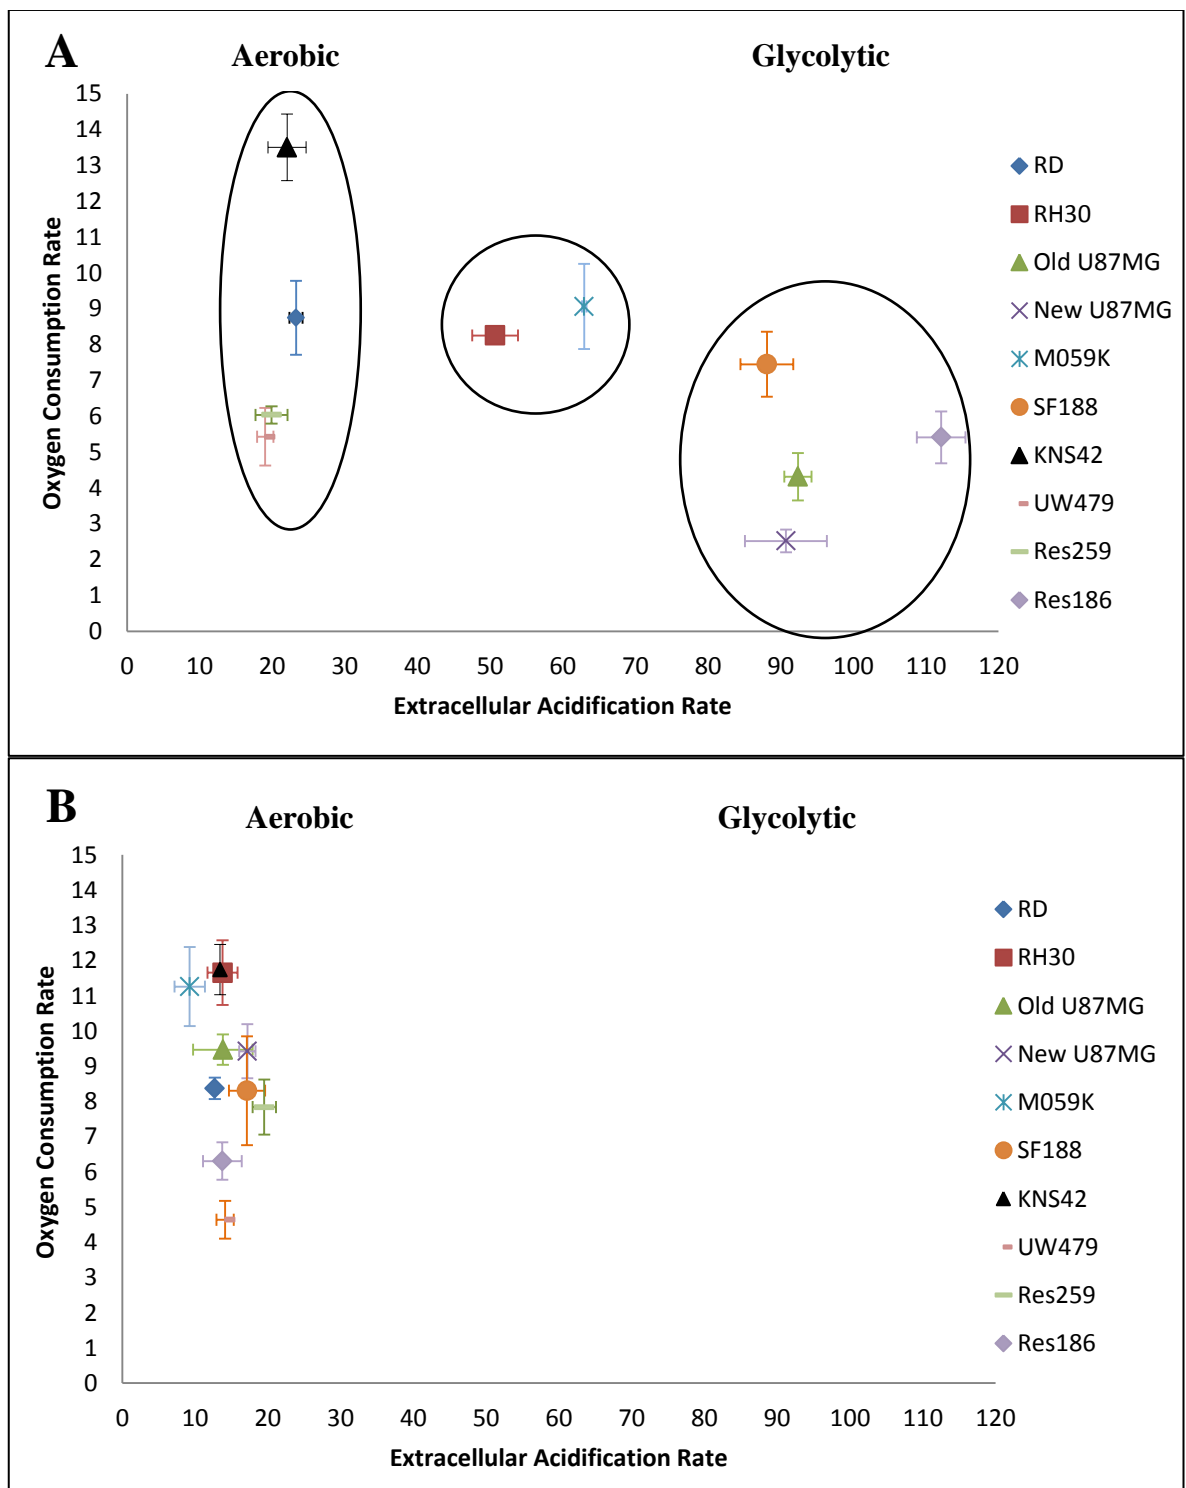 A
Aerobic Glycolytic
15
14
13
12
11
10
9
8
7
6
5
4
3
2
1
0
Oxygen Consumption Rate
0 10 20 30 40 50 60 70 80 90 100 110 120
Extracellular Acidification Rate
RD
RH30
Old U87MG
New U87MG
M059K
SF188
KNS42
UW479
Res259
Res186
B
Aerobic Glycolytic
15
14
13
12
11
10
9
8
7
6
5
4
3
2
1
0
Oxygen Consumption Rate
0 10 20 30 40 50 60 70 80 90 100 110 120
Extracellular Acidification Rate
RD
RH30
Old U87MG
New U87MG
M059K
SF188
KNS42
UW479
Res259
Res186